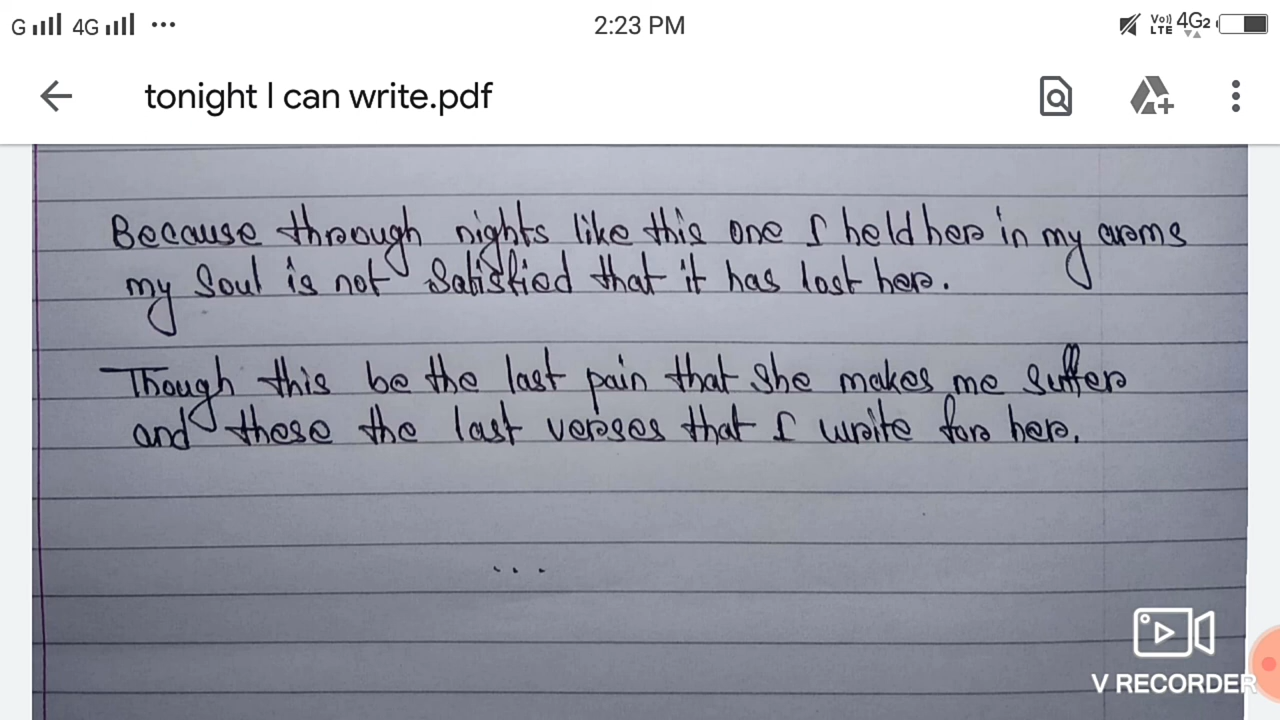 G 4G ... 2:23 PM Vo)) LTE 4G2
tonight I can write.pdf
Because through nights like this one I held her in my arms
my soul is not satisfied that it has lost her.
Though this be the last pain that she makes me suffer
and these the last verses that I write for her.
...
V RECORDER